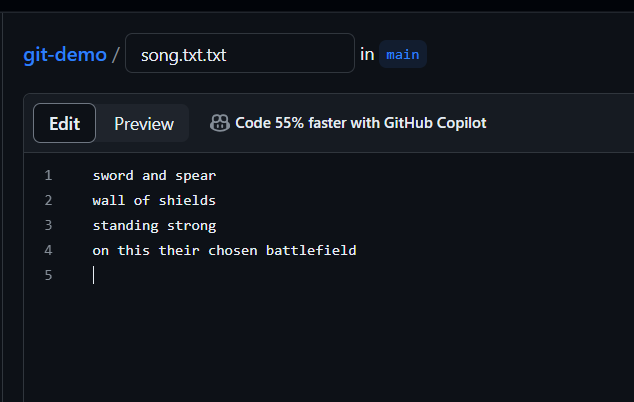 git-demo / song.txt.txt in main
Edit Preview Code 55% faster with GitHub Copilot
1 sword and spear
2 wall of shields
3 standing strong
4 on this their chosen battlefield
5